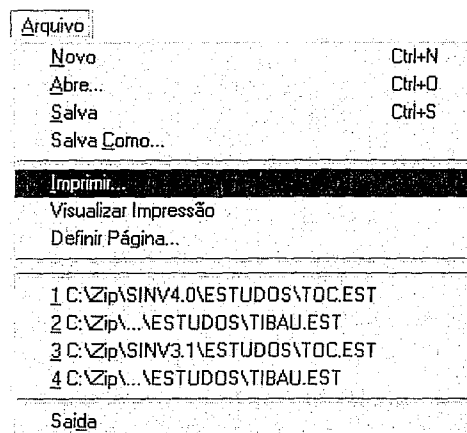 Arquivo
Novo Ctrl+N
Abre... Ctrl+O
Salva Ctrl+S
Salva Como...
Imprimir...
Visualizar Impressão
Definir Página...
1 C:\Zip\SINV4.0\ESTUDOS\TOC.EST
2 C:\Zip\...\ESTUDOS\TIBAU.EST
3 C:\Zip\SINV3.1\ESTUDOS\TOC.EST
4 C:\Zip\...\ESTUDOS\TIBAU.EST
Saida